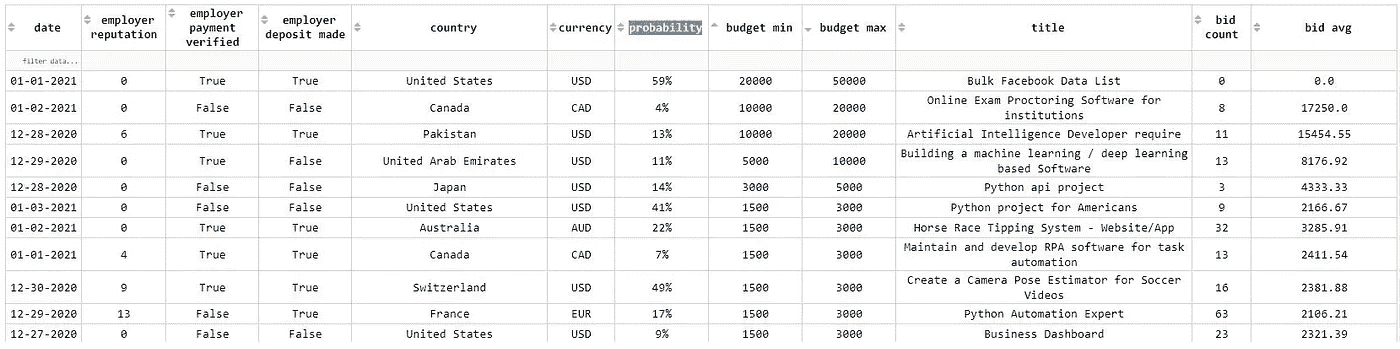 date employer reputation employer payment verified employer deposit made country currency probability budget min budget max title bid count bid avg
filter data...
01-01-2021 0 True True United States USD 59% 20000 50000 Bulk Facebook Data List 0 0.0
01-02-2021 0 False False Canada CAD 4% 10000 20000 Online Exam Proctoring Software for institutions 8 17250.0
12-28-2020 6 True True Pakistan USD 13% 10000 20000 Artificial Intelligence Developer require 11 15454.55
12-29-2020 0 True False United Arab Emirates USD 11% 5000 10000 Building a machine learning / deep learning based Software 13 8176.92
12-28-2020 0 False False Japan USD 14% 3000 5000 Python api project 3 4333.33
01-03-2021 0 False False United States USD 41% 1500 3000 Python project for Americans 9 2166.67
01-02-2021 0 True True Australia AUD 22% 1500 3000 Horse Race Tipping System - Website/App 32 3285.91
01-01-2021 4 True True Canada CAD 7% 1500 3000 Maintain and develop RPA software for task automation 13 2411.54
12-30-2020 9 True True Switzerland USD 49% 1500 3000 Create a Camera Pose Estimator for Soccer Videos 16 2381.88
12-29-2020 13 False True France EUR 17% 1500 3000 Python Automation Expert 63 2106.21
12-27-2020 0 False False United States USD 9% 1500 3000 Business Dashboard 23 2321.39